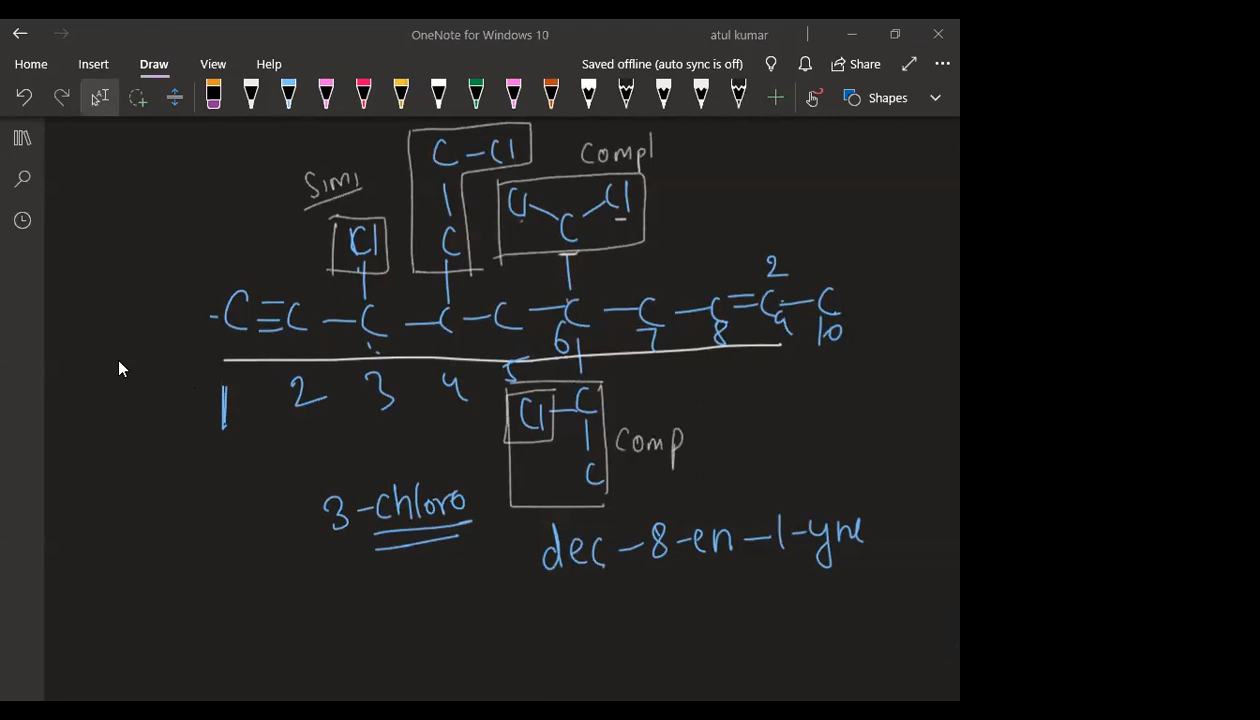 OneNote for Windows 10
atul kumar
Home Insert Draw View Help
Saved offline (auto sync is off)
Share
Shapes
C - Cl
Compl
Simi
Cl
C
Cl Cl
C
C ≡ C - C - C - C - C - C - C = C - C
2
1 2 3 4 5 6 7 8 9 10
Cl - C
C
Comp
3-chloro
dec-8-en-1-yne